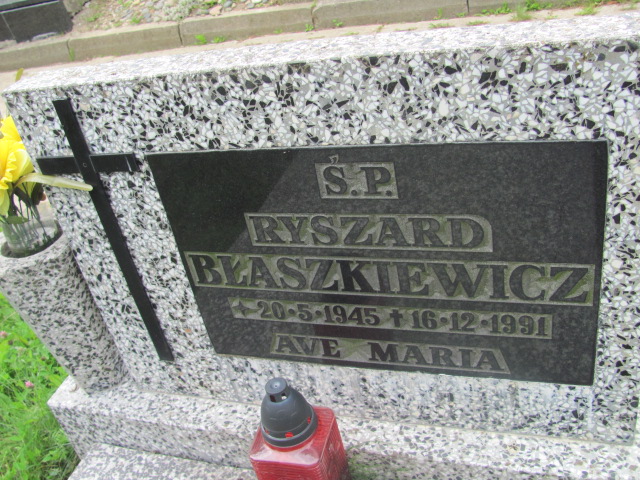 Ś.P.
RYSZARD
BŁASZKIEWICZ
*20-5-1945 ✝16-12-1991
AVE MARIA